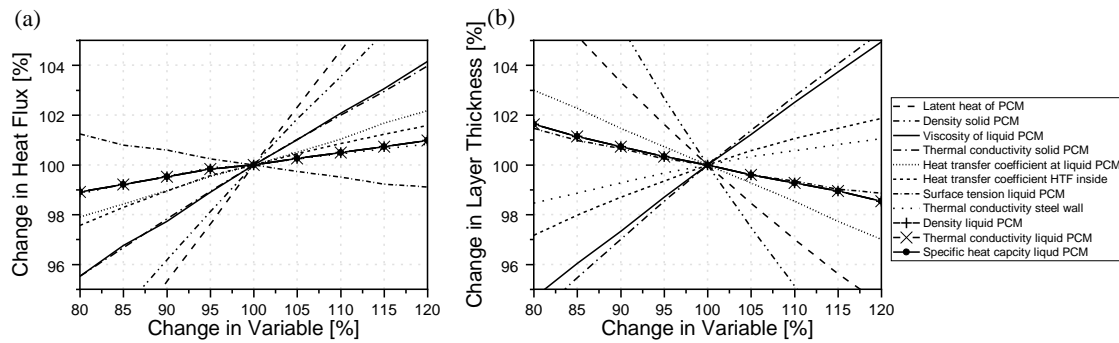 (a)
Change in Heat Flux [%]
104
102
100
98
96
80 85 90 95 100 105 110 115 120
Change in Variable [%]
(b)
Change in Layer Thickness [%]
104
102
100
98
96
80 85 90 95 100 105 110 115 120
Change in Variable [%]
Latent heat of PCM
Density solid PCM
Viscosity of liquid PCM
Thermal conductivity solid PCM
Heat transfer coefficient at liquid PCM
Heat transfer coefficient HTF inside
Surface tension liquid PCM
Thermal conductivity steel wall
Density liquid PCM
Thermal conductivity liquid PCM
Specific heat capcity liqud PCM